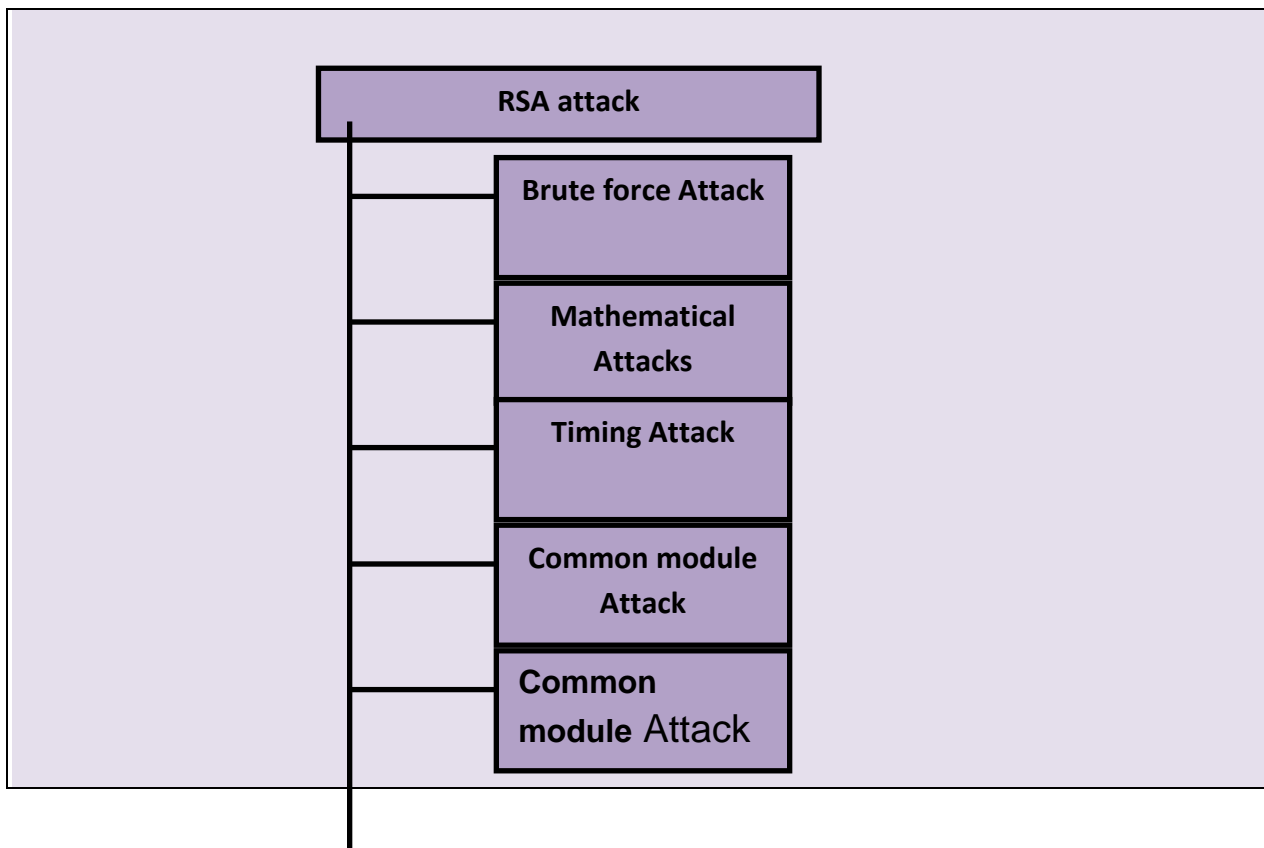 RSA attack
Brute force Attack
Mathematical
Attacks
Timing Attack
Common module
Attack
Common
module Attack